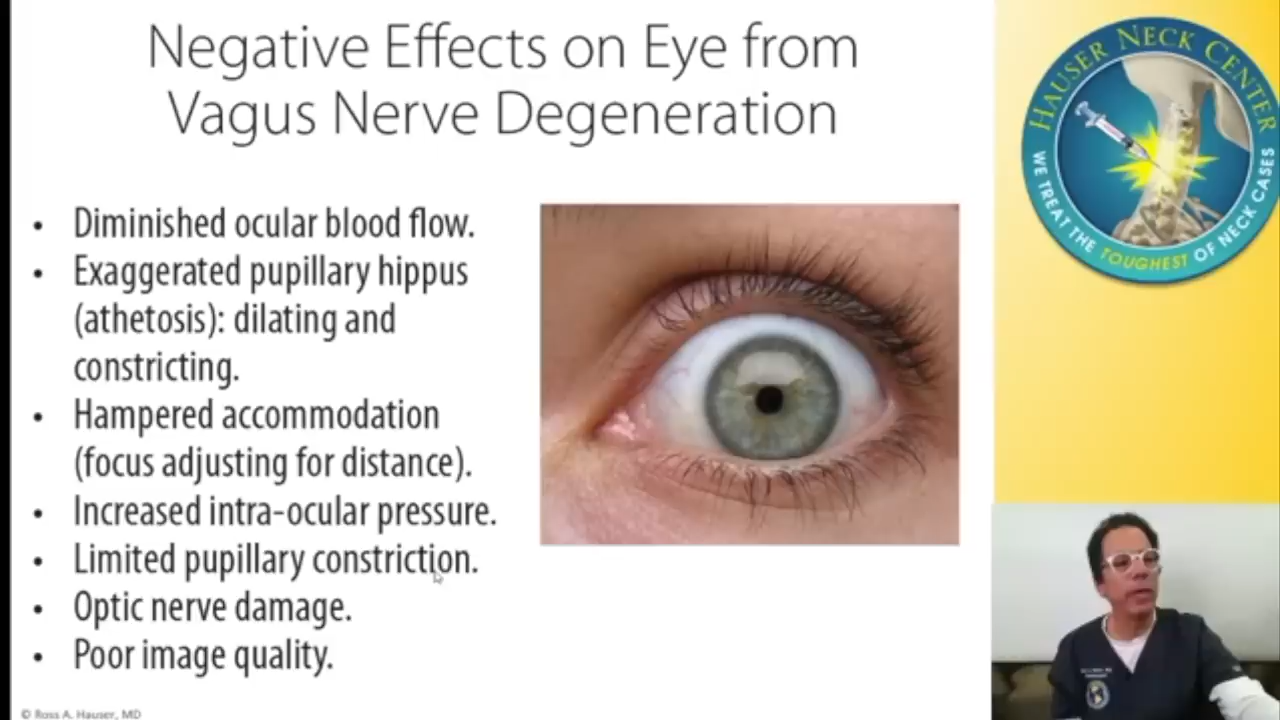 Negative Effects on Eye from
Vagus Nerve Degeneration
• Diminished ocular blood flow.
• Exaggerated pupillary hippus
(athetosis): dilating and
constricting.
• Hampered accommodation
(focus adjusting for distance).
• Increased intra-ocular pressure.
• Limited pupillary constriction.
• Optic nerve damage.
• Poor image quality.
© Ross A. Hauser, MD
HAUSER NECK CENTER
WE TREAT THE TOUGHEST OF NECK CASES